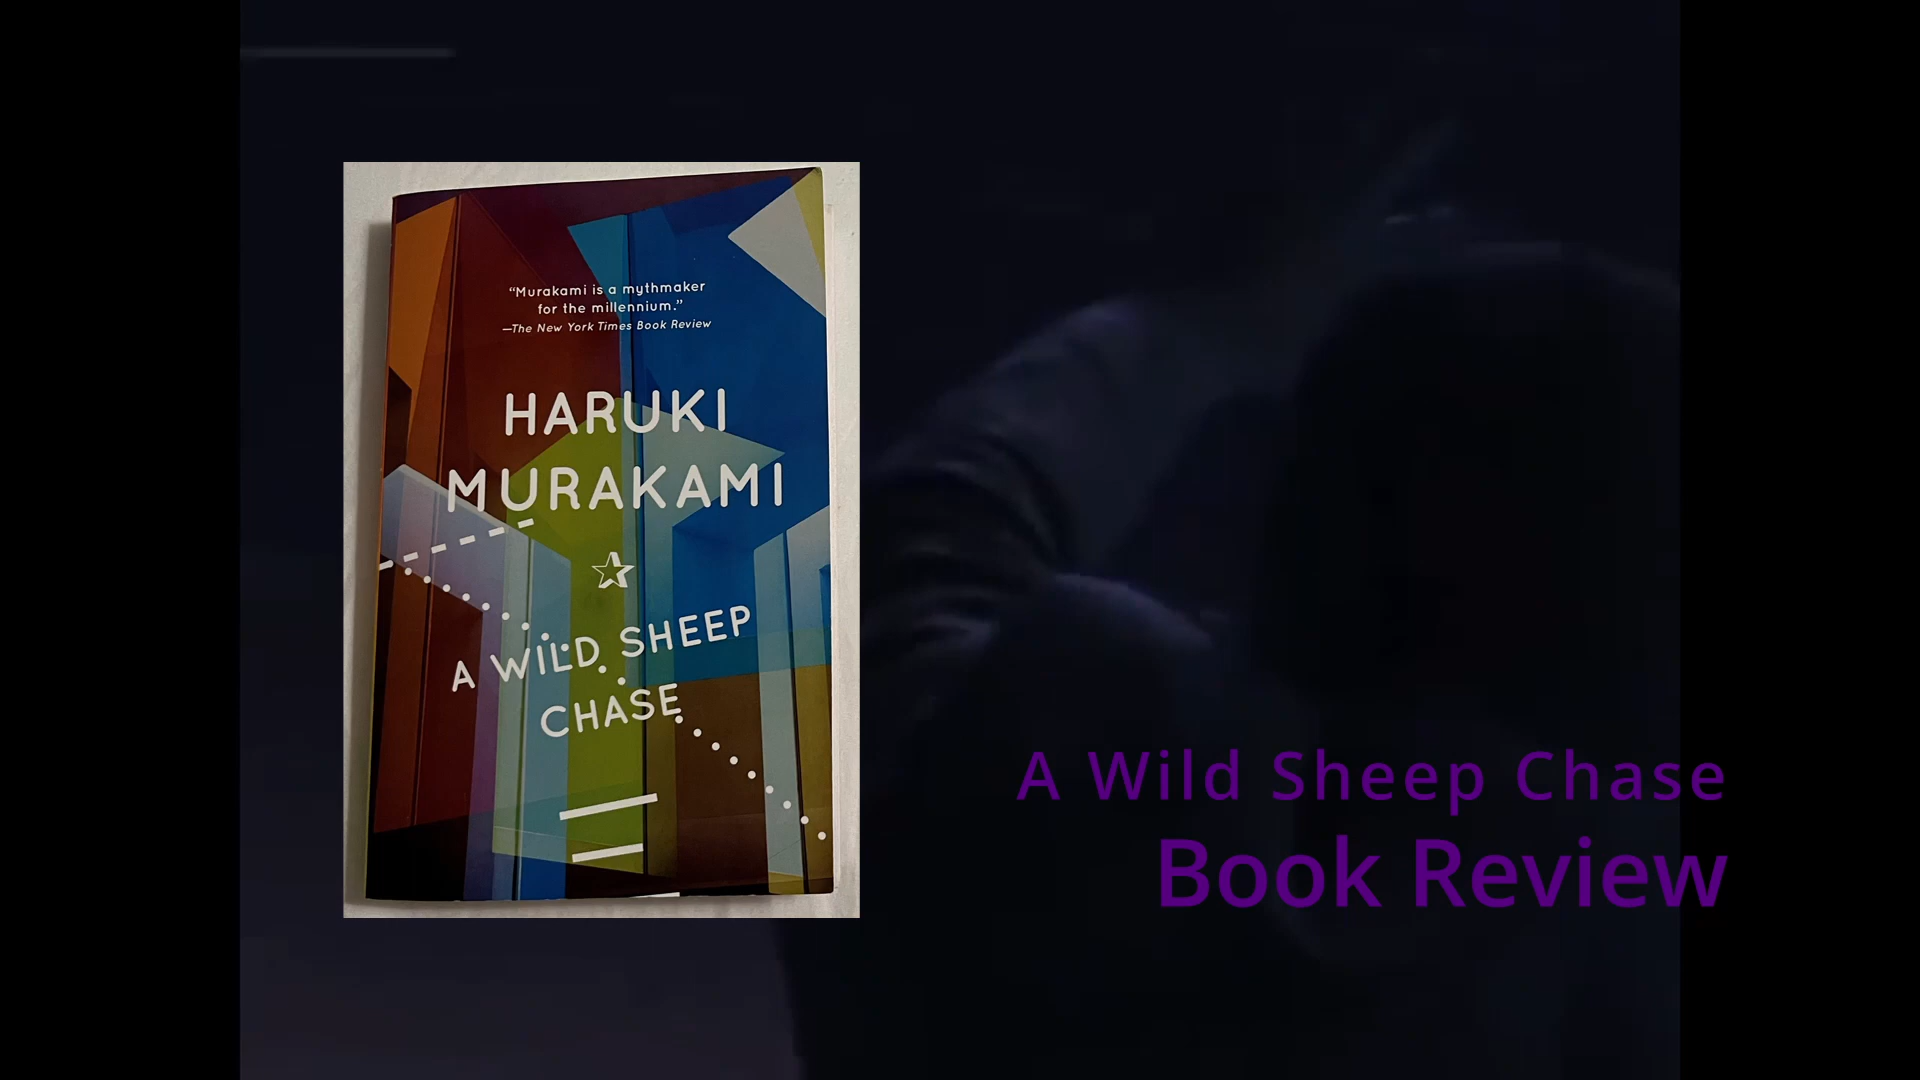 “Murakami is a mythmaker
for the millennium.”
—The New York Times Book Review
HARUKI
MURAKAMI
A WILD SHEEP
CHASE
A Wild Sheep Chase
Book Review